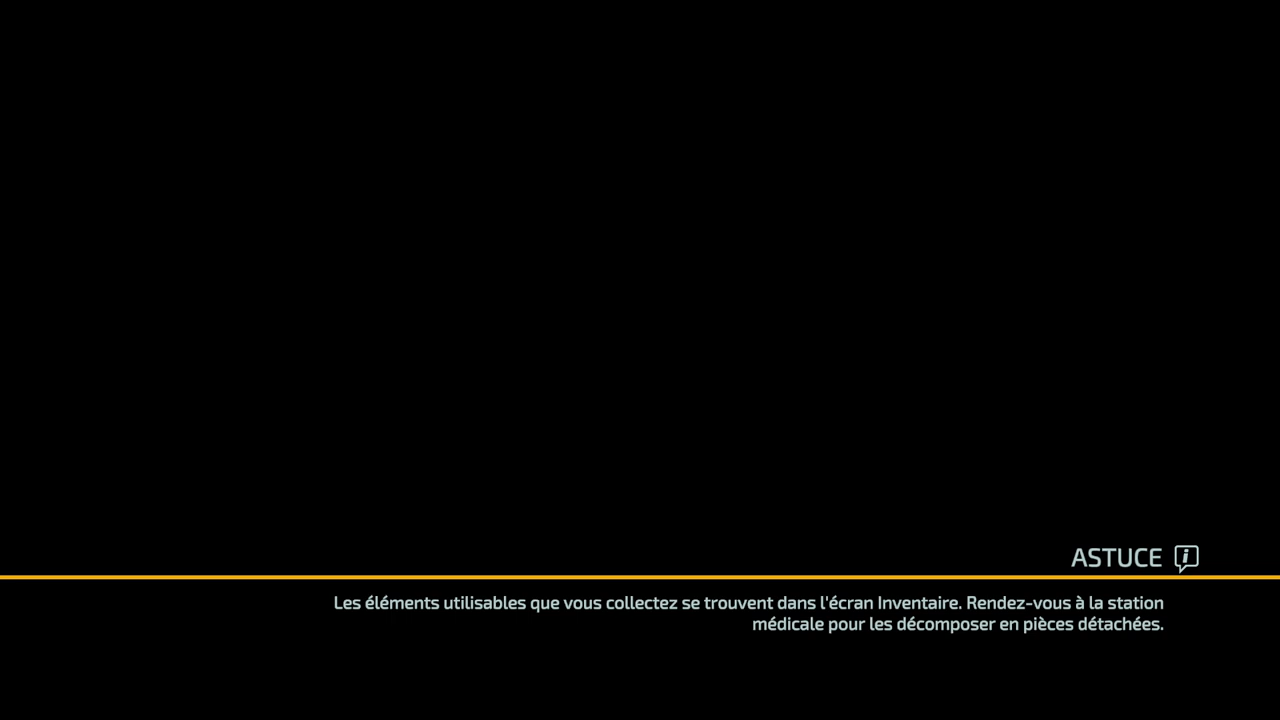 ASTUCE
Les éléments utilisables que vous collectez se trouvent dans l'écran Inventaire. Rendez-vous à la station
médicale pour les décomposer en pièces détachées.